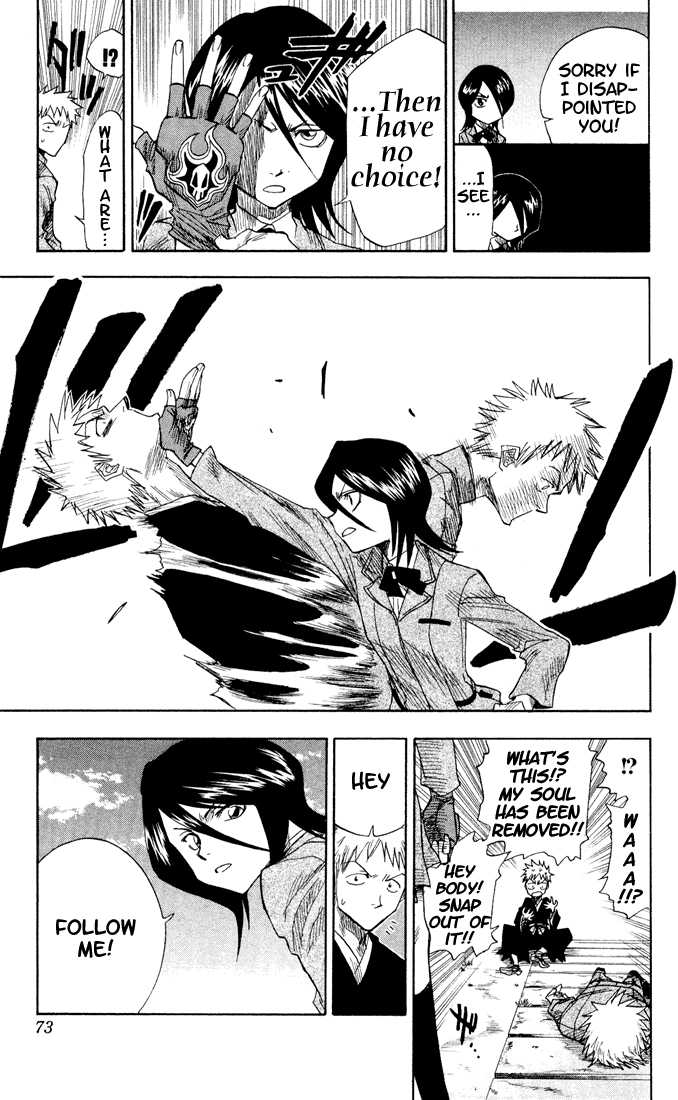 SORRY IF
I DISAP-
POINTED
YOU!
...I
SEE
...
...Then
I have
no
choice!
!?
WHAT ARE...
!?
WAAA!!?
WHAT'S
THIS!?
MY SOUL
HAS BEEN
REMOVED!!
HEY
BODY!
SNAP
OUT OF
IT!!
HEY
FOLLOW
ME!
73